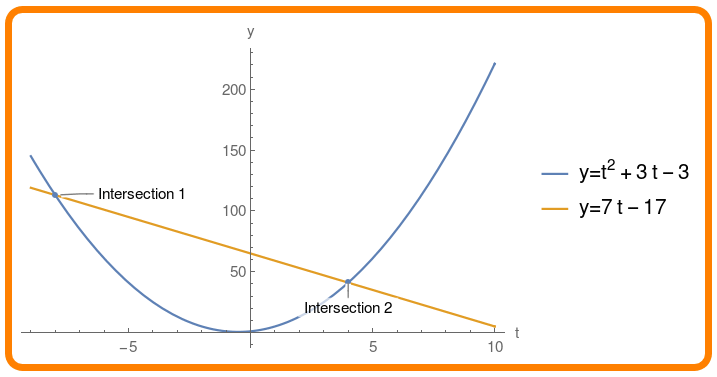 y
200
150
100
50
−5
5
10
t
Intersection 1
Intersection 2
y=t² + 3 t − 3
y=7 t − 17